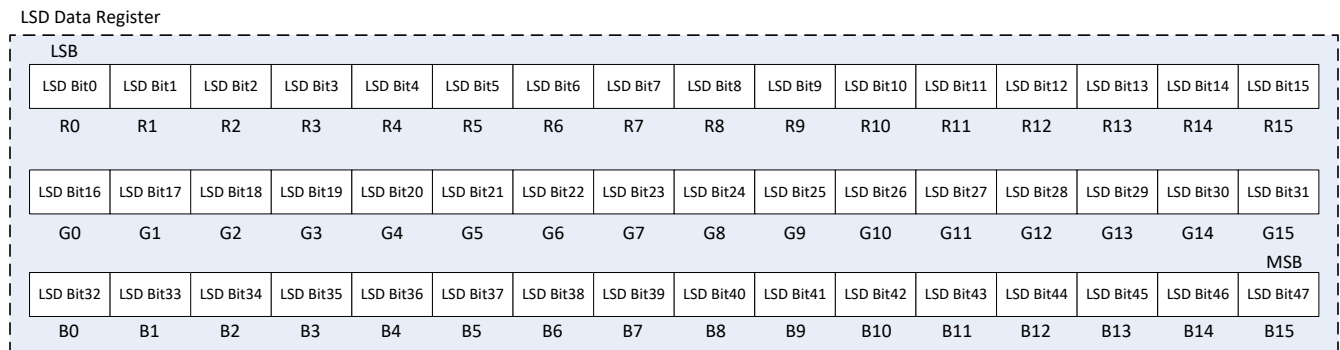 LSD Data Register
LSB
LSD Bit0 LSD Bit1 LSD Bit2 LSD Bit3 LSD Bit4 LSD Bit5 LSD Bit6 LSD Bit7 LSD Bit8 LSD Bit9 LSD Bit10 LSD Bit11 LSD Bit12 LSD Bit13 LSD Bit14 LSD Bit15
R0 R1 R2 R3 R4 R5 R6 R7 R8 R9 R10 R11 R12 R13 R14 R15
LSD Bit16 LSD Bit17 LSD Bit18 LSD Bit19 LSD Bit20 LSD Bit21 LSD Bit22 LSD Bit23 LSD Bit24 LSD Bit25 LSD Bit26 LSD Bit27 LSD Bit28 LSD Bit29 LSD Bit30 LSD Bit31
G0 G1 G2 G3 G4 G5 G6 G7 G8 G9 G10 G11 G12 G13 G14 G15
MSB
LSD Bit32 LSD Bit33 LSD Bit34 LSD Bit35 LSD Bit36 LSD Bit37 LSD Bit38 LSD Bit39 LSD Bit40 LSD Bit41 LSD Bit42 LSD Bit43 LSD Bit44 LSD Bit45 LSD Bit46 LSD Bit47
B0 B1 B2 B3 B4 B5 B6 B7 B8 B9 B10 B11 B12 B13 B14 B15